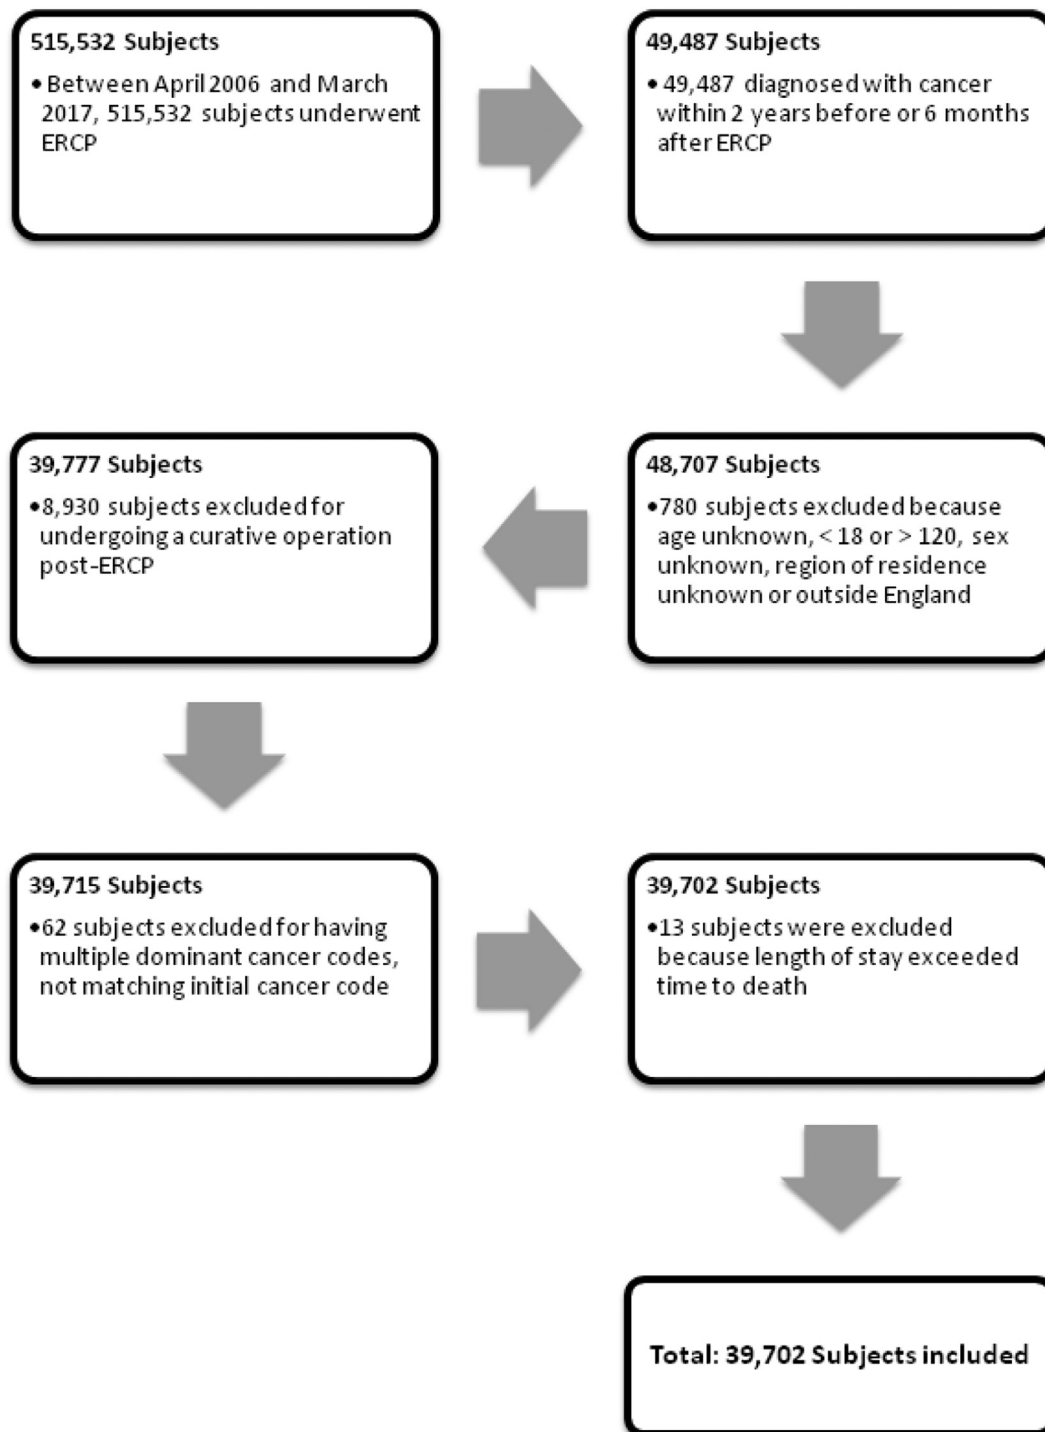 515,532 Subjects
• Between April 2006 and March
2017, 515,532 subjects underwent
ERCP
49,487 Subjects
• 49,487 diagnosed with cancer
within 2 years before or 6 months
after ERCP
48,707 Subjects
•780 subjects excluded because
age unknown, < 18 or > 120, sex
unknown, region of residence
unknown or outside England
39,777 Subjects
•8,930 subjects excluded for
undergoing a curative operation
post-ERCP
39,715 Subjects
•62 subjects excluded for having
multiple dominant cancer codes,
not matching initial cancer code
39,702 Subjects
•13 subjects were excluded
because length of stay exceeded
time to death
Total: 39,702 Subjects included